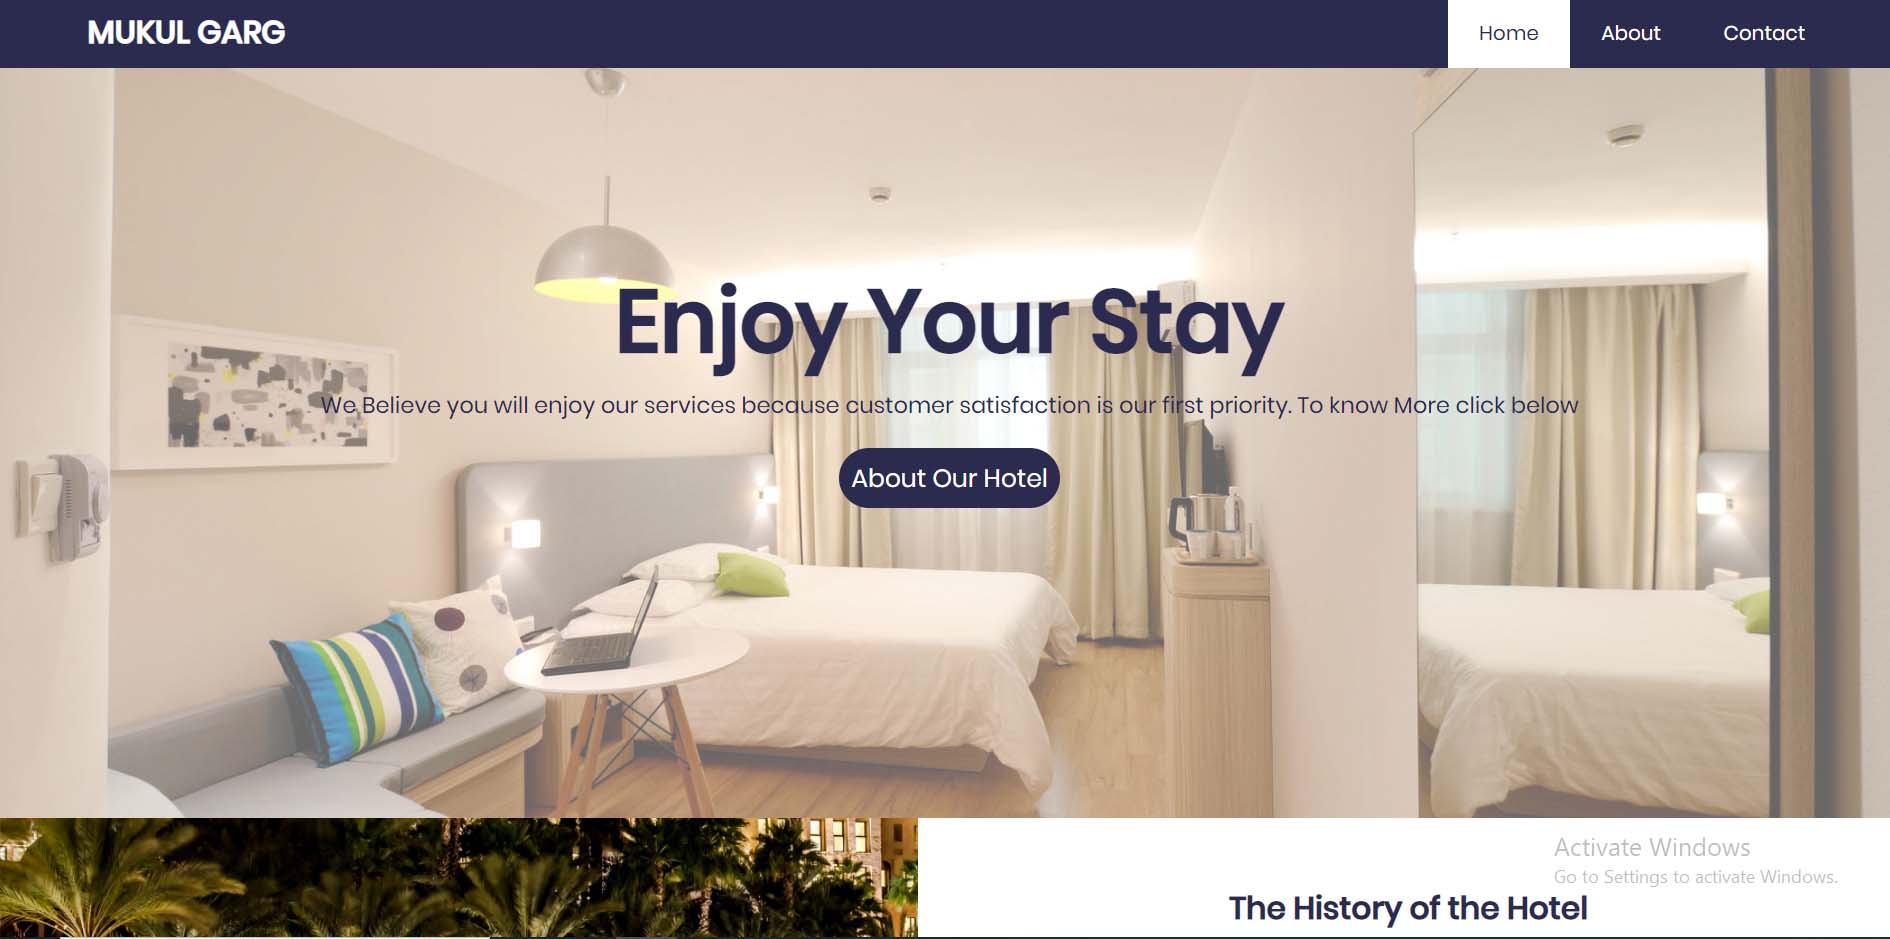 MUKUL GARG
Home
About
Contact
Enjoy Your Stay
We Believe you will enjoy our services because customer satisfaction is our first priority. To know More click below
About Our Hotel
Activate Windows
Go to Settings to activate Windows.
The History of the Hotel